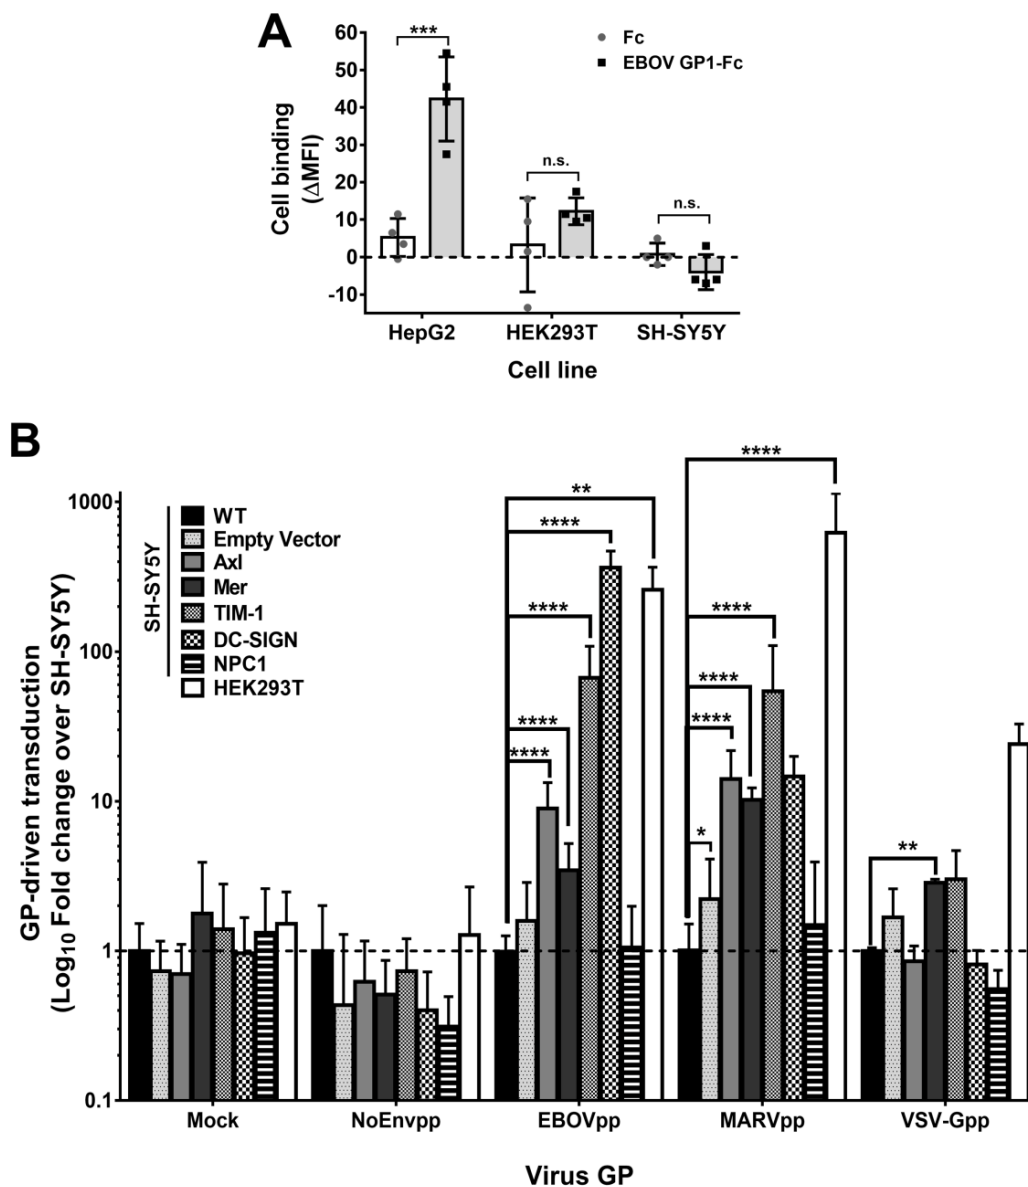 A
Cell binding
(ΔMFI)
60
50
40
30
20
10
0
-10
***
n.s.
n.s.
Fc
EBOV GP1-Fc
HepG2 HEK293T SH-SY5Y
Cell line
B
GP-driven transduction
(Log10 Fold change over SH-SY5Y)
1000
100
10
1
0.1
SH-SY5Y
WT
Empty Vector
Axl
Mer
TIM-1
DC-SIGN
NPC1
HEK293T
**
****
****
****
****
****
****
****
****
*
**
Mock NoEnvpp EBOVpp MARVpp VSV-Gpp
Virus GP